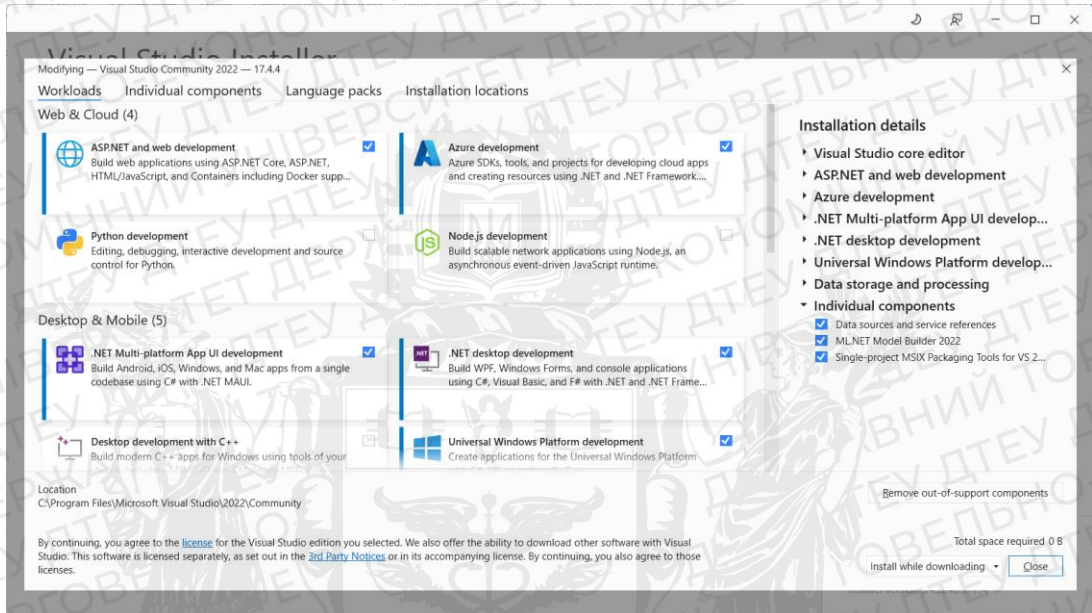 Visual Studio Installer
Modifying — Visual Studio Community 2022 — 17.4.4
Workloads Individual components Language packs Installation locations
Web & Cloud (4)
ASP.NET and web development
Build web applications using ASP.NET Core, ASP.NET,
HTML/JavaScript, and Containers including Docker supp...
Azure development
Azure SDKs, tools, and projects for developing cloud apps
and creating resources using .NET and .NET Framework....
Python development
Editing, debugging, interactive development and source
control for Python.
Node.js development
Build scalable network applications using Node.js, an
asynchronous event-driven JavaScript runtime.
Desktop & Mobile (5)
.NET Multi-platform App UI development
Build Android, iOS, Windows, and Mac apps from a single
codebase using C# with .NET MAUI.
.NET desktop development
Build WPF, Windows Forms, and console applications
using C#, Visual Basic, and F# with .NET and .NET Frame...
Desktop development with C++
Build modern C++ apps for Windows using tools of your
Universal Windows Platform development
Create applications for the Universal Windows Platform
Installation details
Visual Studio core editor
ASP.NET and web development
Azure development
.NET Multi-platform App UI develop...
.NET desktop development
Universal Windows Platform develop...
Data storage and processing
Individual components
Data sources and service references
ML.NET Model Builder 2022
Single-project MSIX Packaging Tools for VS 2...
Location
C:\Program Files\Microsoft Visual Studio\2022\Community
Remove out-of-support components
By continuing, you agree to the license for the Visual Studio edition you selected. We also offer the ability to download other software with Visual
Studio. This software is licensed separately, as set out in the 3rd Party Notices or in its accompanying license. By continuing, you also agree to those
licenses.
Total space required 0 B
Install while downloading Close